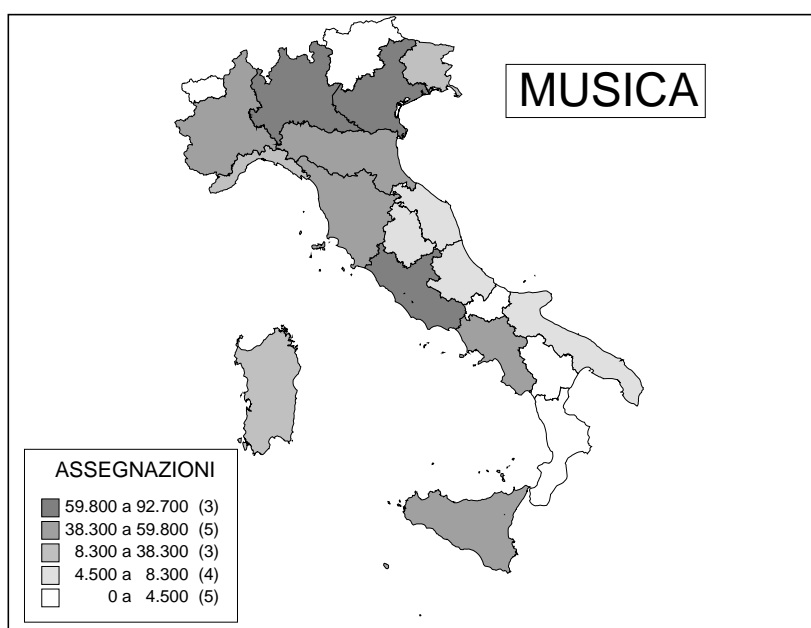 MUSICA
ASSEGNAZIONI
59.800 a 92.700 (3)
38.300 a 59.800 (5)
8.300 a 38.300 (3)
4.500 a 8.300 (4)
0 a 4.500 (5)